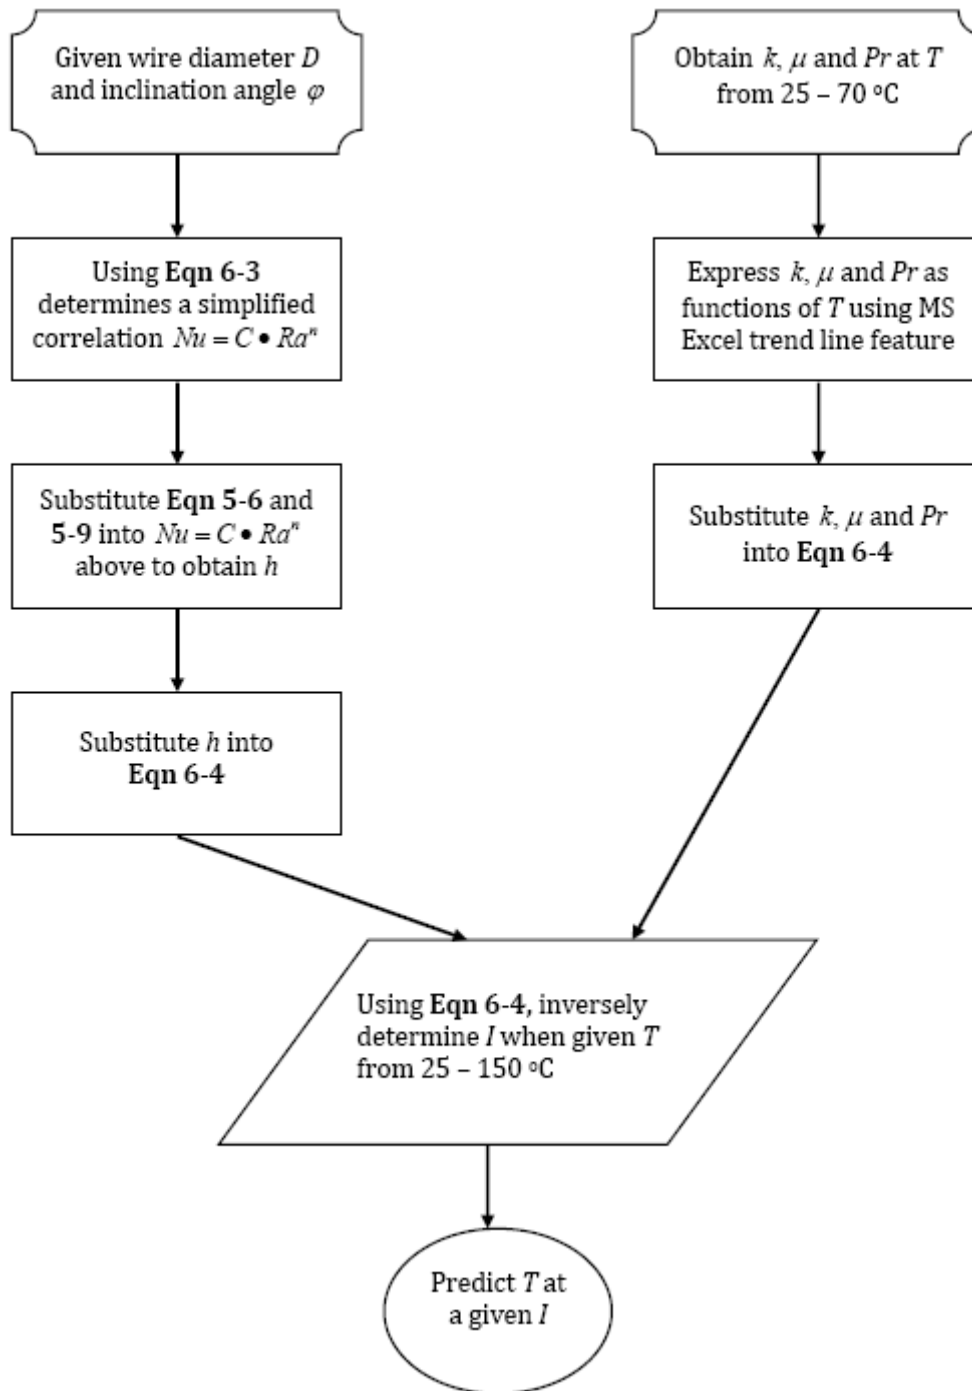 Given wire diameter D
and inclination angle φ
Obtain k, μ and Pr at T
from 25 – 70 °C
Using Eqn 6-3
determines a simplified
correlation Nu = C • Raⁿ
Express k, μ and Pr as
functions of T using MS
Excel trend line feature
Substitute Eqn 5-6 and
5-9 into Nu = C • Raⁿ
above to obtain h
Substitute k, μ and Pr
into Eqn 6-4
Substitute h into
Eqn 6-4
Using Eqn 6-4, inversely
determine I when given T
from 25 – 150 °C
Predict T at
a given I